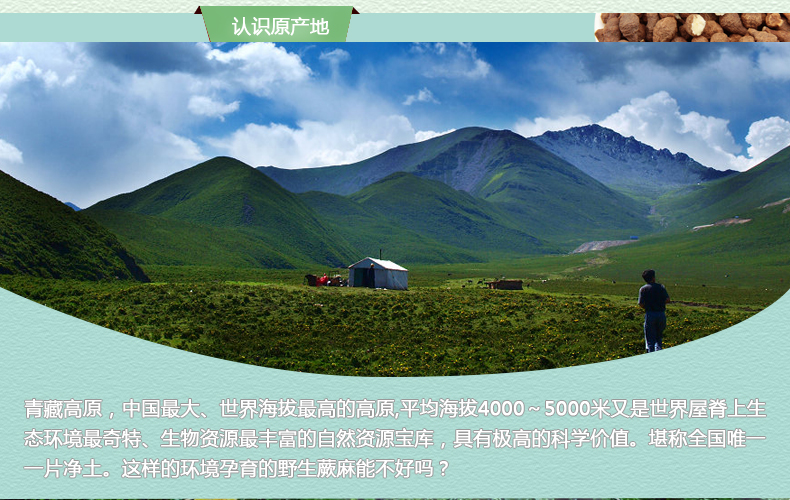 认识原产地
青藏高原，中国最大、世界海拔最高的高原,平均海拔4000～5000米又是世界屋脊上生
态环境最奇特、生物资源最丰富的自然资源宝库，具有极高的科学价值。堪称全国唯一
一片净土。这样的环境孕育的野生蕨麻能不好吗？